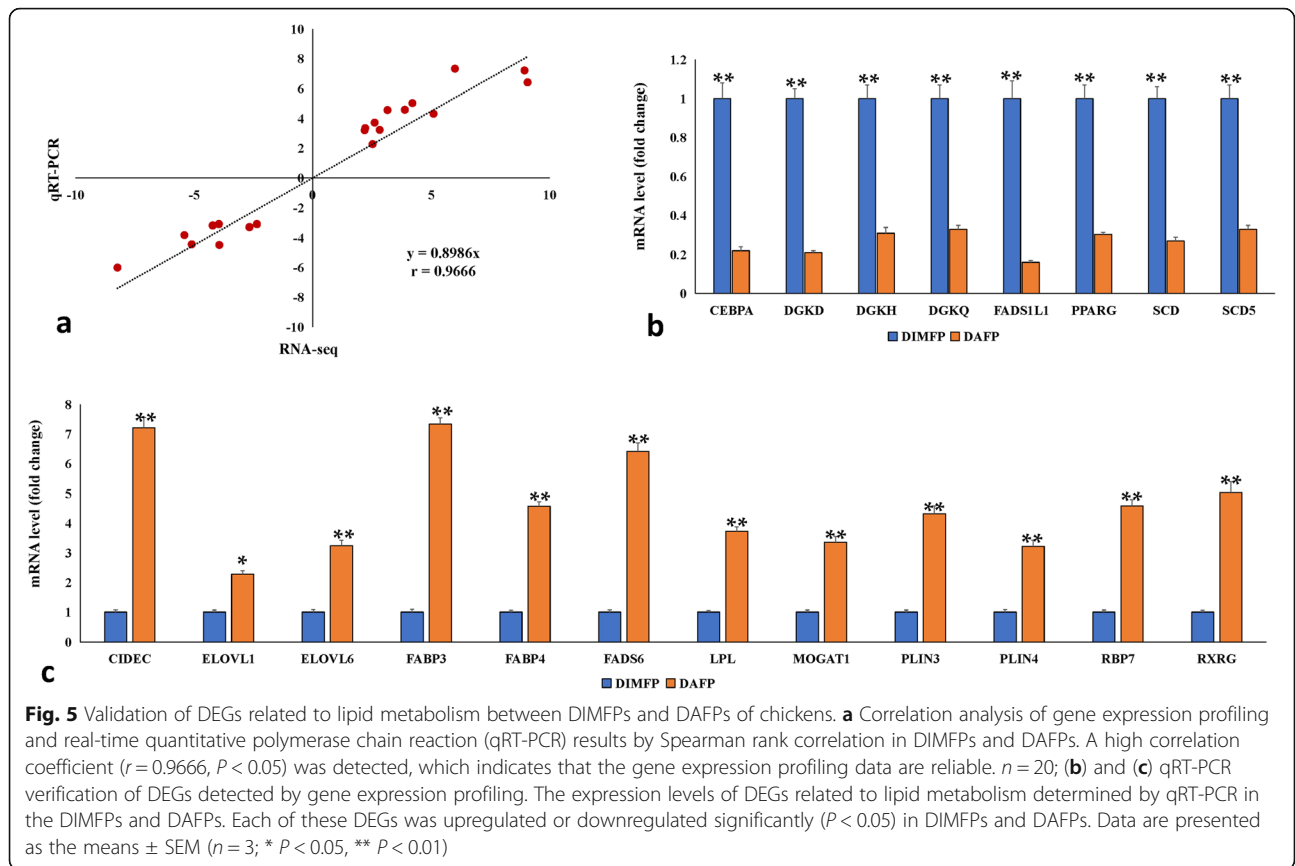 10
8
6
4
2
0
-2
-4
-6
-8
-10
-10
-5
0
5
10
qRT-PCR
RNA-seq
y = 0.8986x
r = 0.9666
a
mRNA level (fold change)
1.2
1
0.8
0.6
0.4
0.2
0
** ** ** ** ** ** ** **
CEBPA DGKD DGKH DGKQ FADS1L1 PPARG SCD SCD5
DIMFP DAFP
b
mRNA level (fold change)
8
7
6
5
4
3
2
1
0
** * ** ** ** ** ** ** ** ** ** **
CIDEC ELOVL1 ELOVL6 FABP3 FABP4 FADS6 LPL MOGAT1 PLIN3 PLIN4 RBP7 RXRG
DIMFP DAFP
c
Fig. 5 Validation of DEGs related to lipid metabolism between DIMFPs and DAFPs of chickens. a Correlation analysis of gene expression profiling
and real-time quantitative polymerase chain reaction (qRT-PCR) results by Spearman rank correlation in DIMFPs and DAFPs. A high correlation
coefficient (r = 0.9666, P < 0.05) was detected, which indicates that the gene expression profiling data are reliable. n = 20; (b) and (c) qRT-PCR
verification of DEGs detected by gene expression profiling. The expression levels of DEGs related to lipid metabolism determined by qRT-PCR in
the DIMFPs and DAFPs. Each of these DEGs was upregulated or downregulated significantly (P < 0.05) in DIMFPs and DAFPs. Data are presented
as the means ± SEM (n = 3; * P < 0.05, ** P < 0.01)